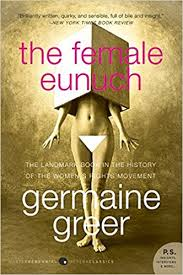 "Brilliantly written, quirky, and sensible, full of bile and insight."
—NEW YORK TIMES BOOK REVIEW
the female
eunuch
THE LANDMARK BOOK IN THE HISTORY
OF THE WOMEN'S RIGHTS MOVEMENT
germaine
greer
P.S.